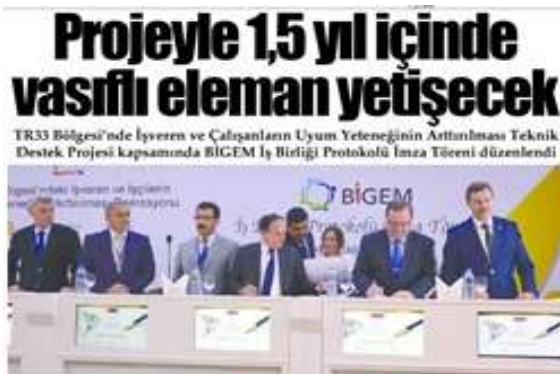 Projeyle 1,5 yıl içinde
vasıflı eleman yetişecek
TR33 Bölgesi'nde İşveren ve Çalışanların Uyum Yeteneğinin Arttırılması Teknik
Destek Projesi kapsamında BİGEM İş Birliği Protokolü İmza Töreni düzenlendi
BİGEM